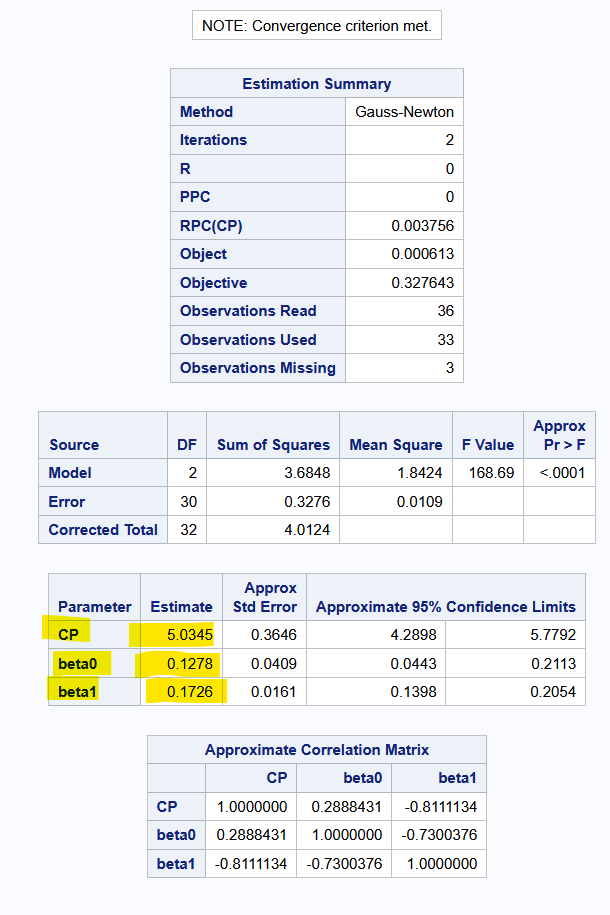 NOTE: Convergence criterion met.
Estimation Summary
Method Gauss-Newton
Iterations 2
R 0
PPC 0
RPC(CP) 0.003756
Object 0.000613
Objective 0.327643
Observations Read 36
Observations Used 33
Observations Missing 3
Source DF Sum of Squares Mean Square F Value Approx Pr > F
Model 2 3.6848 1.8424 168.69 <.0001
Error 30 0.3276 0.0109
Corrected Total 32 4.0124
Parameter Estimate Approx Std Error Approximate 95% Confidence Limits
CP 5.0345 0.3646 4.2898 5.7792
beta0 0.1278 0.0409 0.0443 0.2113
beta1 0.1726 0.0161 0.1398 0.2054
Approximate Correlation Matrix
CP beta0 beta1
CP 1.0000000 0.2888431 -0.8111134
beta0 0.2888431 1.0000000 -0.7300376
beta1 -0.8111134 -0.7300376 1.0000000